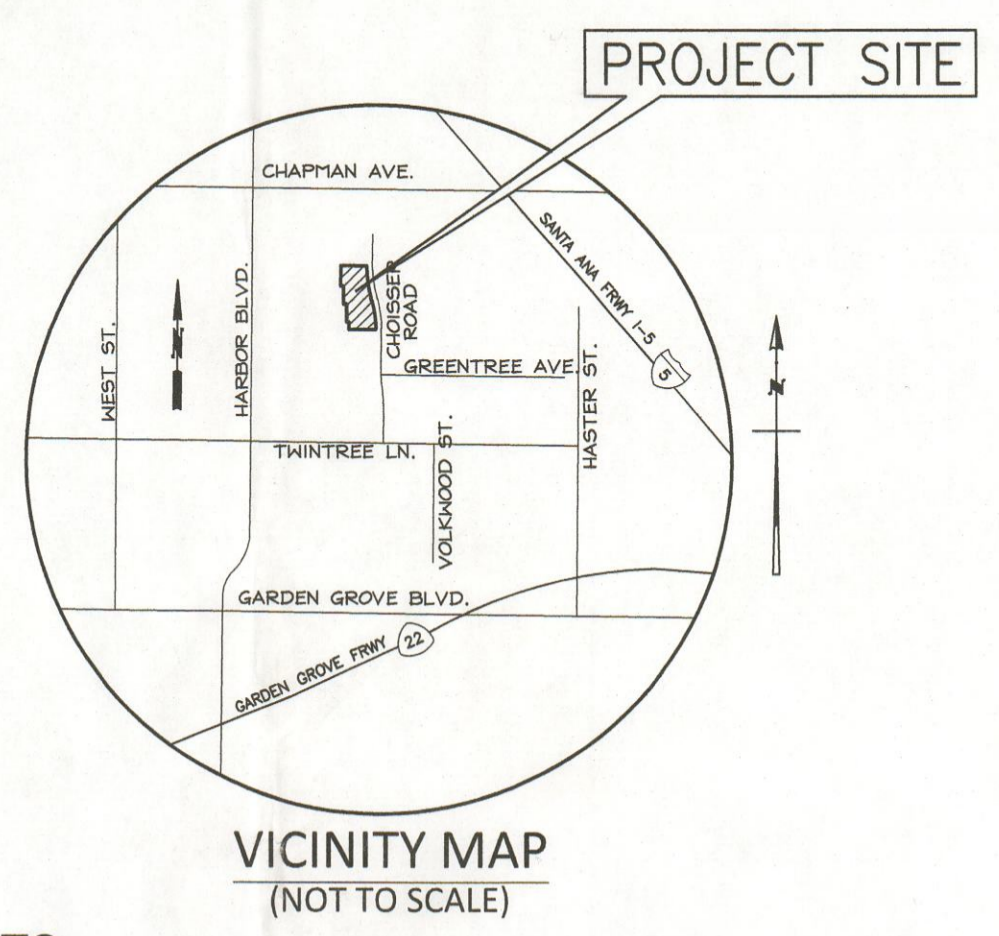 PROJECT SITE
CHAPMAN AVE.
SANTA ANA FRWY I-5
5
WEST ST.
N
HARBOR BLVD.
CHOISSER
ROAD
GREENTREE AVE.
HASTER ST.
N
TWINTREE LN.
VOLKWOOD ST.
GARDEN GROVE BLVD.
GARDEN GROVE FRWY
22
VICINITY MAP
(NOT TO SCALE)